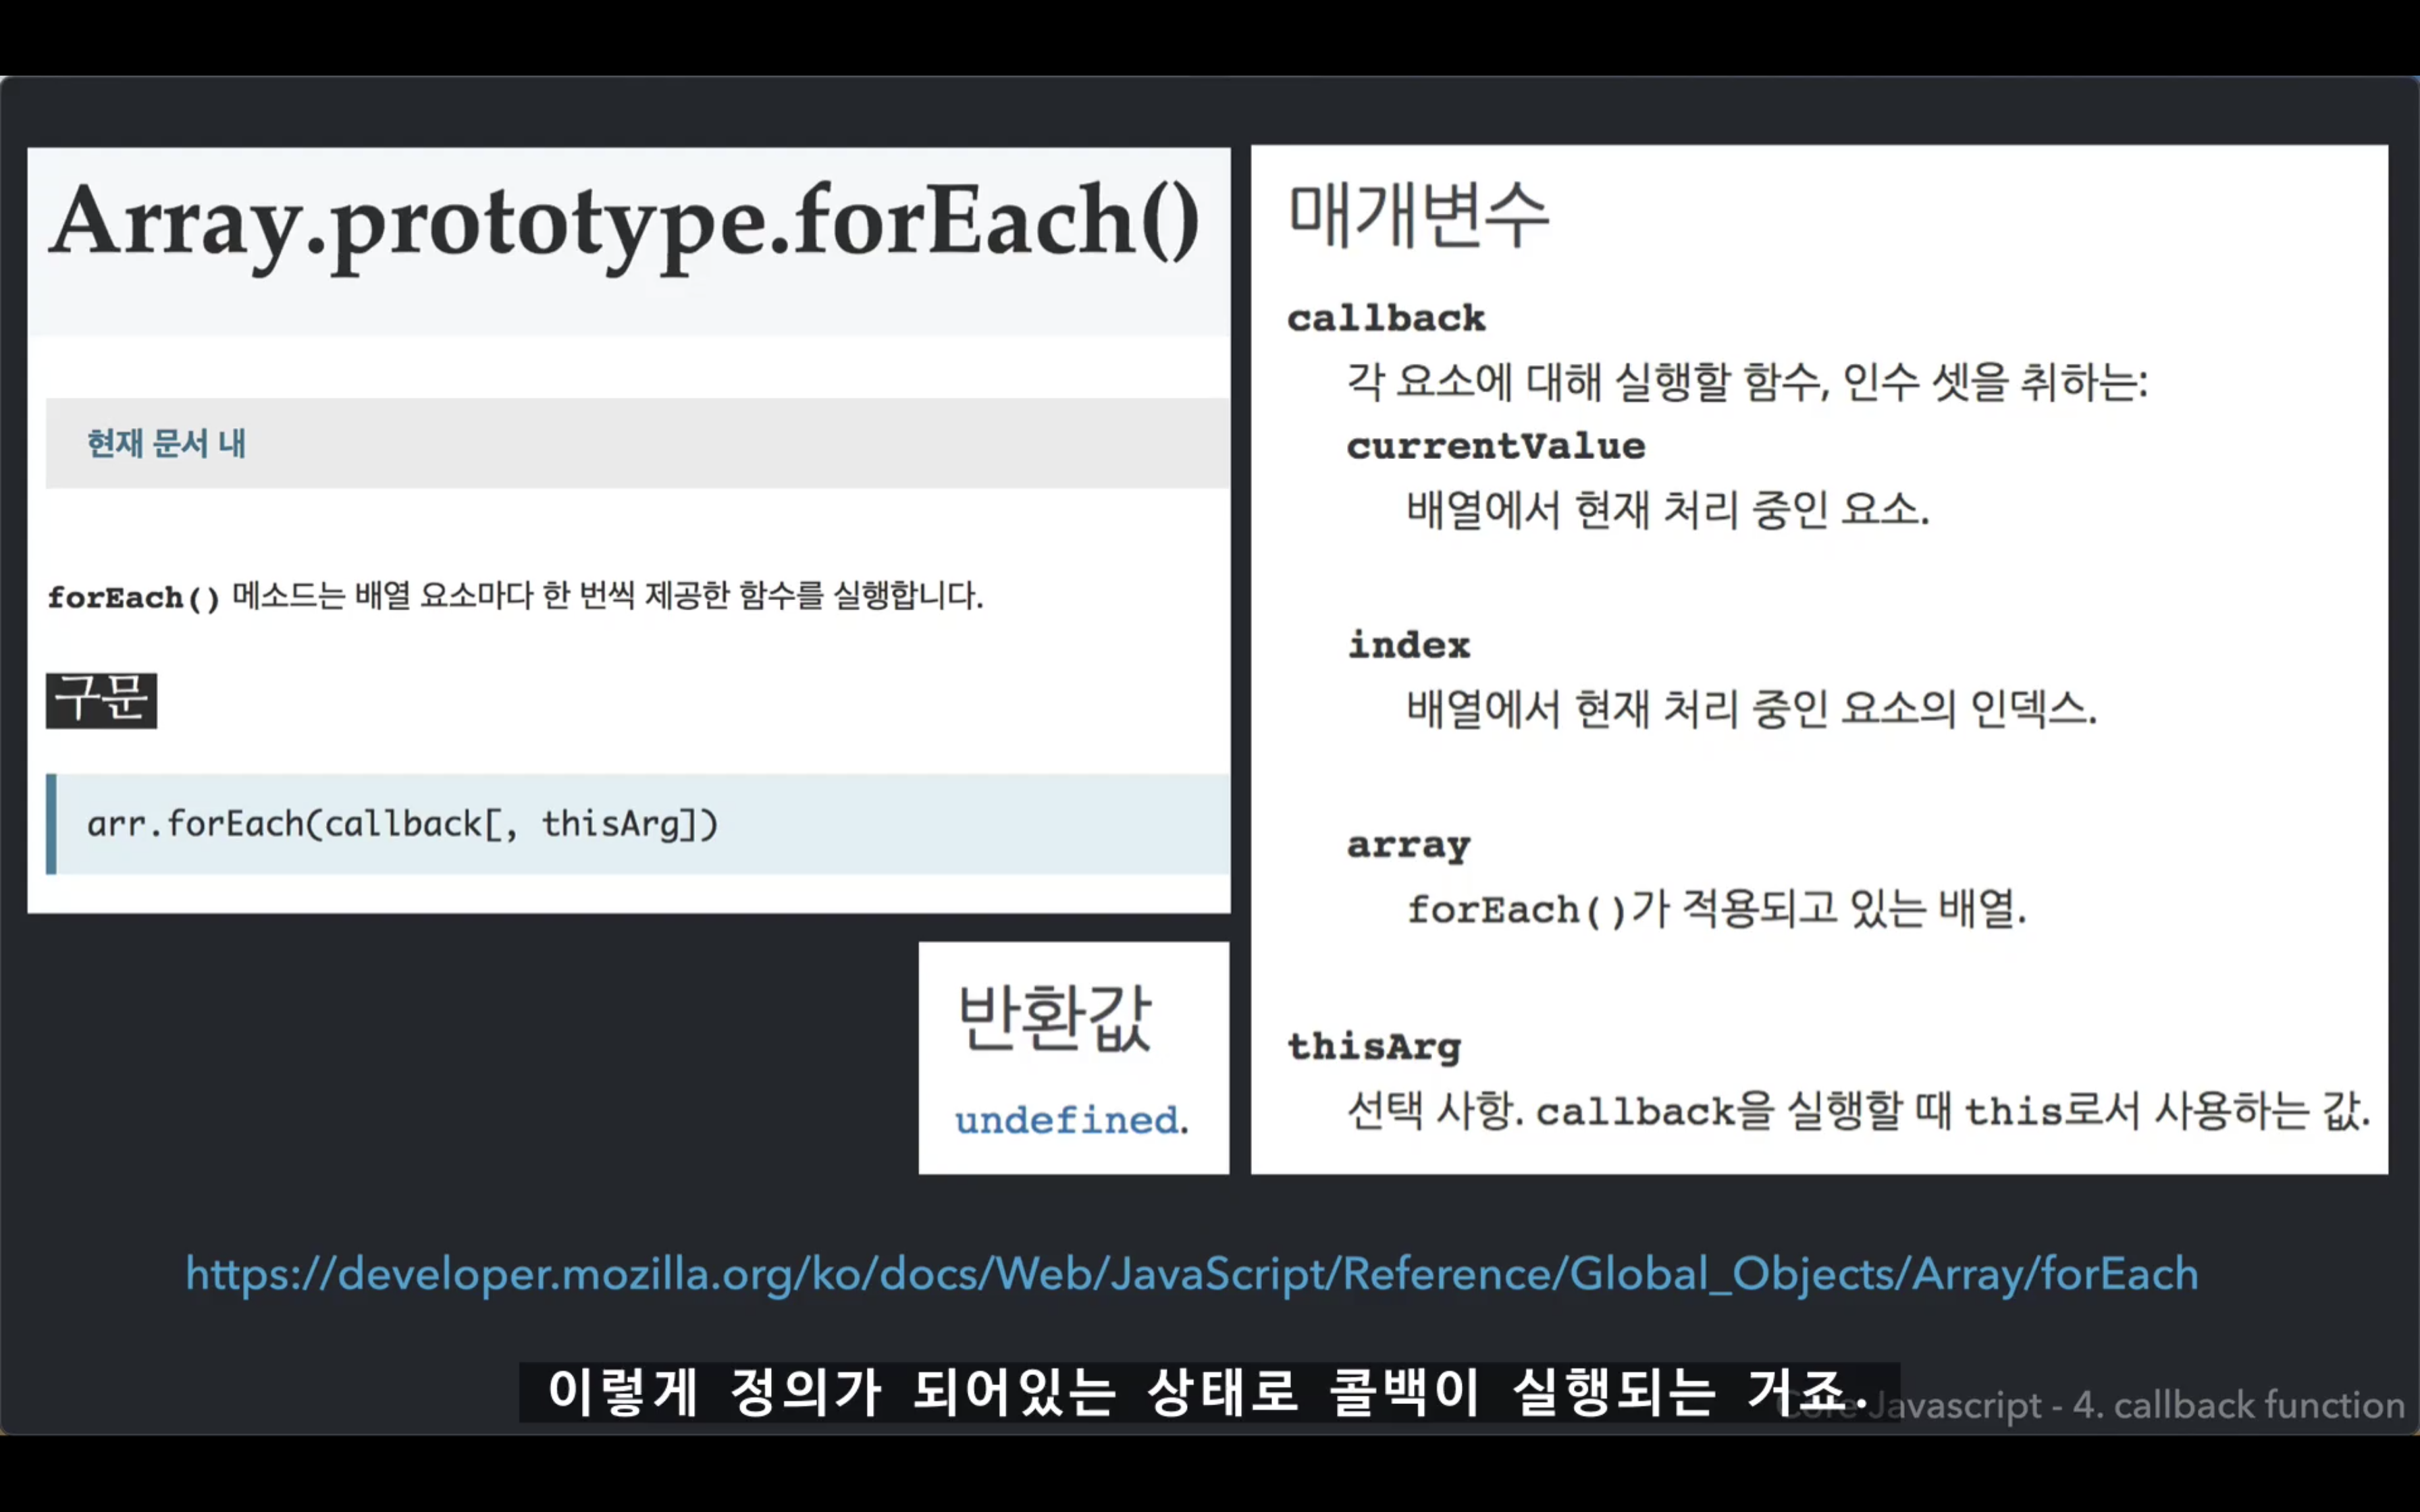 Array.prototype.forEach()
현재 문서 내
forEach() 메소드는 배열 요소마다 한 번씩 제공한 함수를 실행합니다.
구문
arr.forEach(callback[, thisArg])
반환값
undefined.
매개변수
callback
각 요소에 대해 실행할 함수, 인수 셋을 취하는:
currentValue
배열에서 현재 처리 중인 요소.
index
배열에서 현재 처리 중인 요소의 인덱스.
array
forEach()가 적용되고 있는 배열.
thisArg
선택 사항. callback을 실행할 때 this로서 사용하는 값.
https://developer.mozilla.org/ko/docs/Web/JavaScript/Reference/Global_Objects/Array/forEach
이렇게 정의가 되어있는 상태로 콜백이 실행되는 거죠.
Core Javascript - 4. callback function